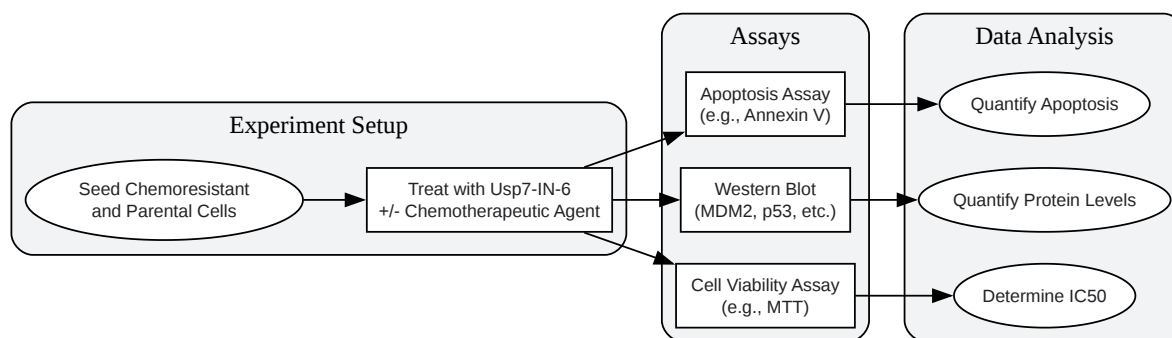 Experiment Setup
Seed Chemoresistant
and Parental Cells
Treat with Usp7-IN-6
+/- Chemotherapeutic Agent
Assays
Apoptosis Assay
(e.g., Annexin V)
Western Blot
(MDM2, p53, etc.)
Cell Viability Assay
(e.g., MTT)
Data Analysis
Quantify Apoptosis
Quantify Protein Levels
Determine IC50